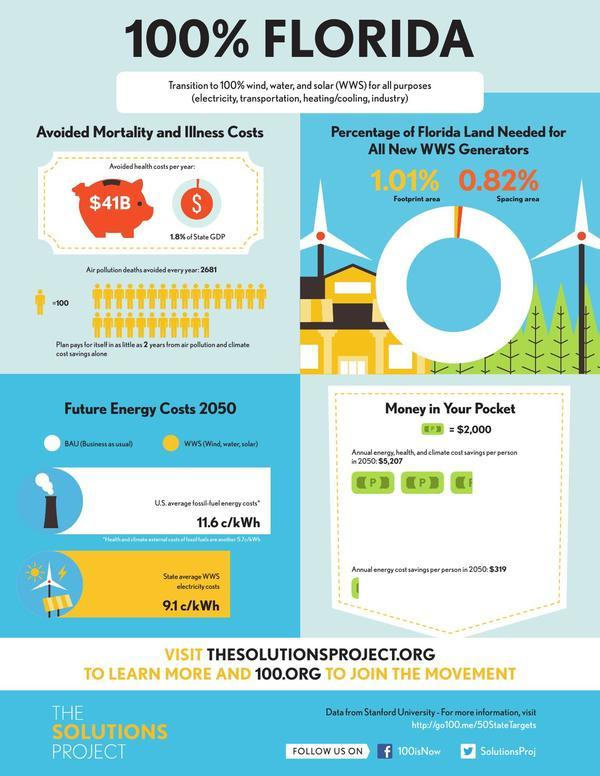 100% FLORIDA
Transition to 100% wind, water, and solar (WWS) for all purposes
(electricity, transportation, heating/cooling, industry)
Avoided Mortality and Illness Costs
Avoided health costs per year:
$41B
$
1.8% of State GDP
Air pollution deaths avoided every year: 2681
=100
Plan pays for itself in as little as 2 years from air pollution and climate
cost savings alone
Percentage of Florida Land Needed for
All New WWS Generators
1.01% 0.82%
Footprint area Spacing area
Future Energy Costs 2050
BAU (Business as usual) WWS (Wind, water, solar)
U.S. average fossil-fuel energy costs*
11.6 c/kWh
*Health and climate external costs of fossil fuels are another 5.7c/kWh
State average WWS
electricity costs
9.1 c/kWh
Money in Your Pocket
P = $2,000
Annual energy, health, and climate cost savings per person
in 2050: $5,207
P P P
Annual energy cost savings per person in 2050: $319
VISIT THESOLUTIONSPROJECT.ORG
TO LEARN MORE AND 100.ORG TO JOIN THE MOVEMENT
THE
SOLUTIONS
PROJECT
Data from Stanford University - For more information, visit
http://go100.me/50StateTargets
FOLLOW US ON f 100isNow SolutionsProj